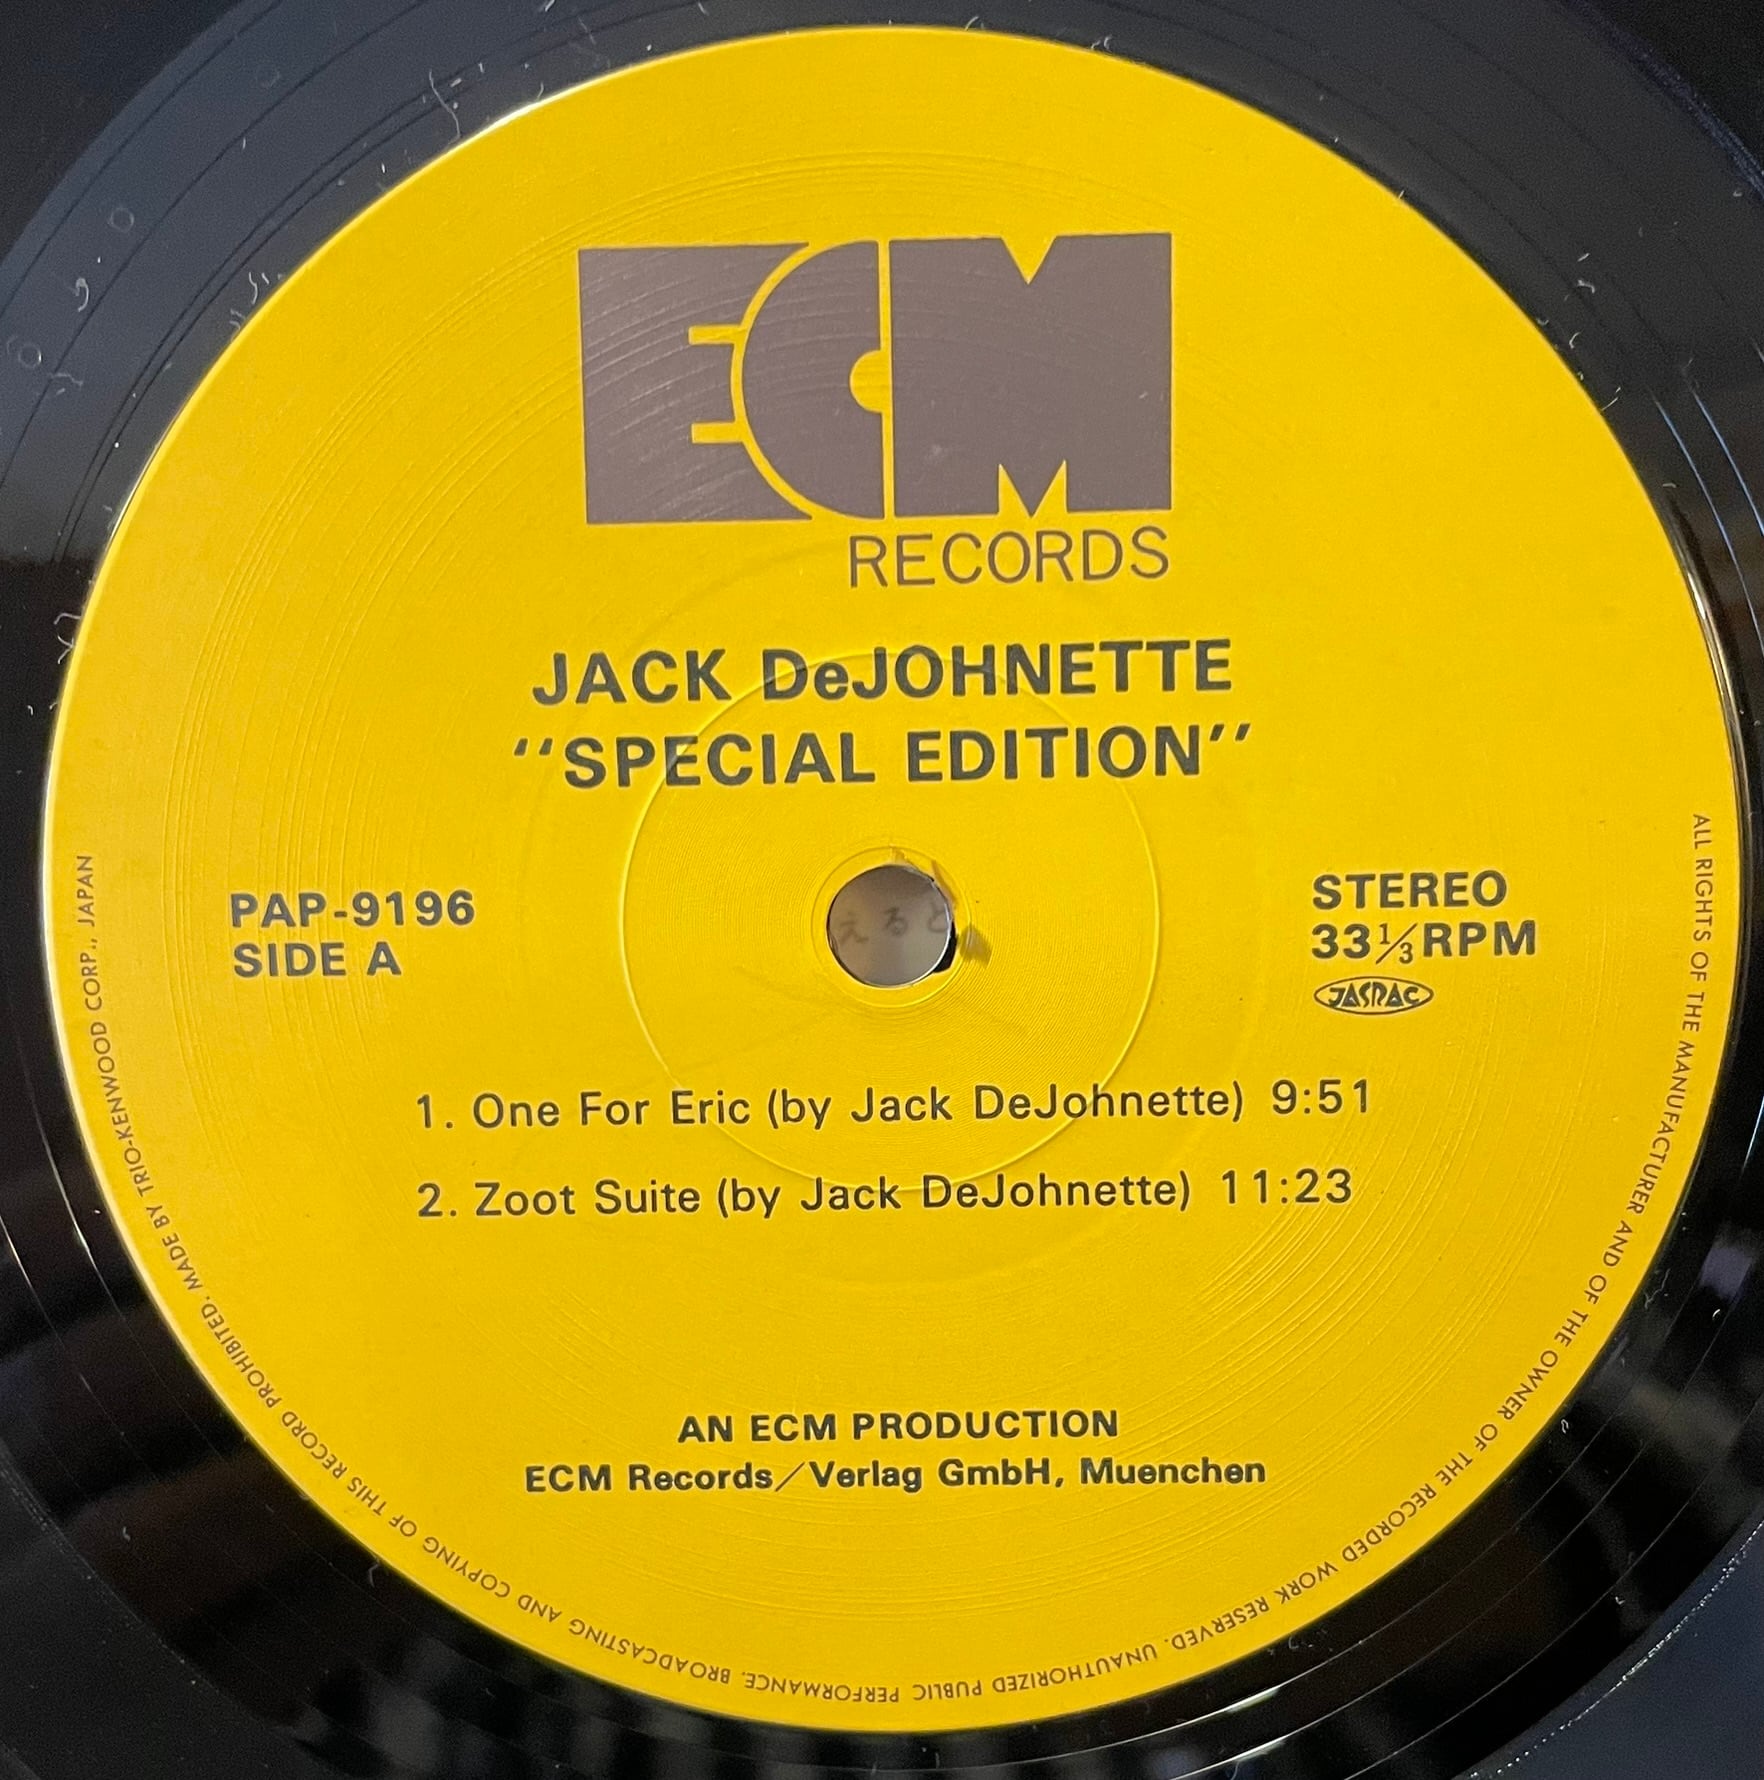 ECM
RECORDS
JACK DeJOHNETTE
"SPECIAL EDITION"
PAP-9196
SIDE A
STEREO
33⅓RPM
JASRAC
えると
1. One For Eric (by Jack DeJohnette) 9:51
2. Zoot Suite (by Jack DeJohnette) 11:23
AN ECM PRODUCTION
ECM Records/Verlag GmbH, Muenchen
ALL RIGHTS OF THE MANUFACTURER AND OF THE OWNER OF THE RECORDED WORK RESERVED. UNAUTHORIZED PUBLIC PERFORMANCE, BROADCASTING AND COPYING OF THIS RECORD PROHIBITED. MADE BY TRIO-KENWOOD CORP., JAPAN